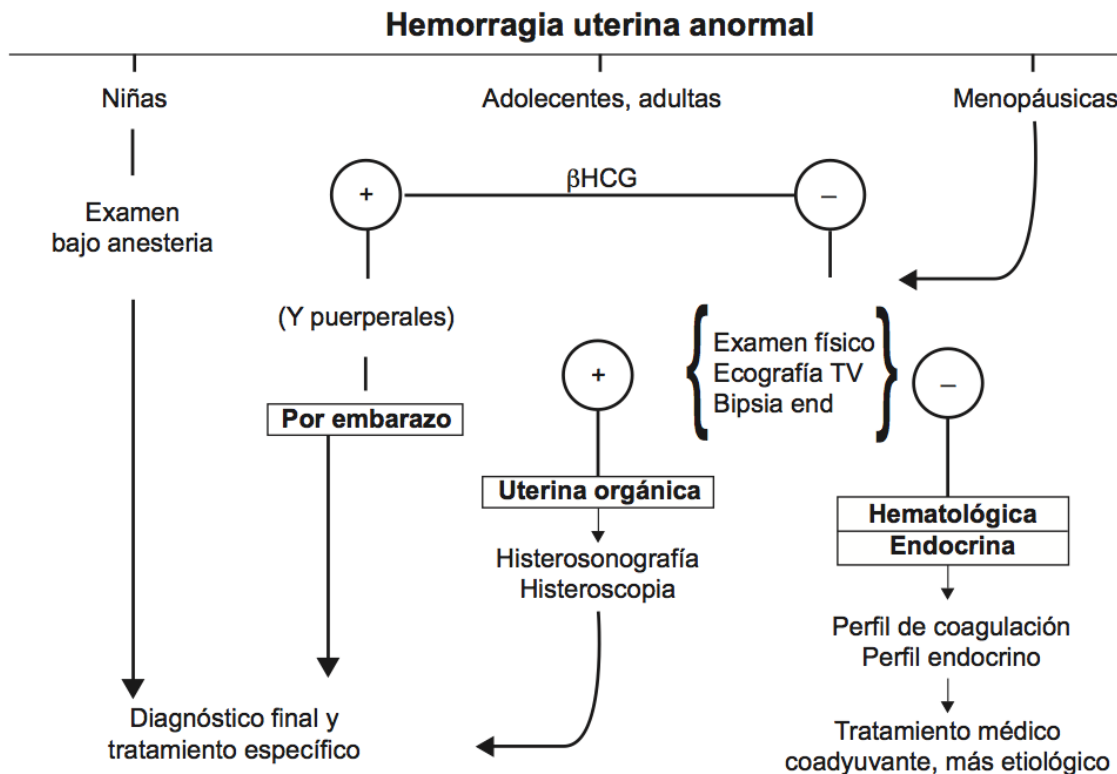 Hemorragia uterina anormal
Niñas
Adolecentes, adultas
Menopáusicas
+
βHCG
–
Examen
bajo anesteria
(Y puerperales)
Examen físico
Ecografía TV
Bipsia end
+
–
Por embarazo
Uterina orgánica
Hematológica
Endocrina
Histerosonografía
Histeroscopia
Perfil de coagulación
Perfil endocrino
Diagnóstico final y
tratamiento específico
Tratamiento médico
coadyuvante, más etiológico